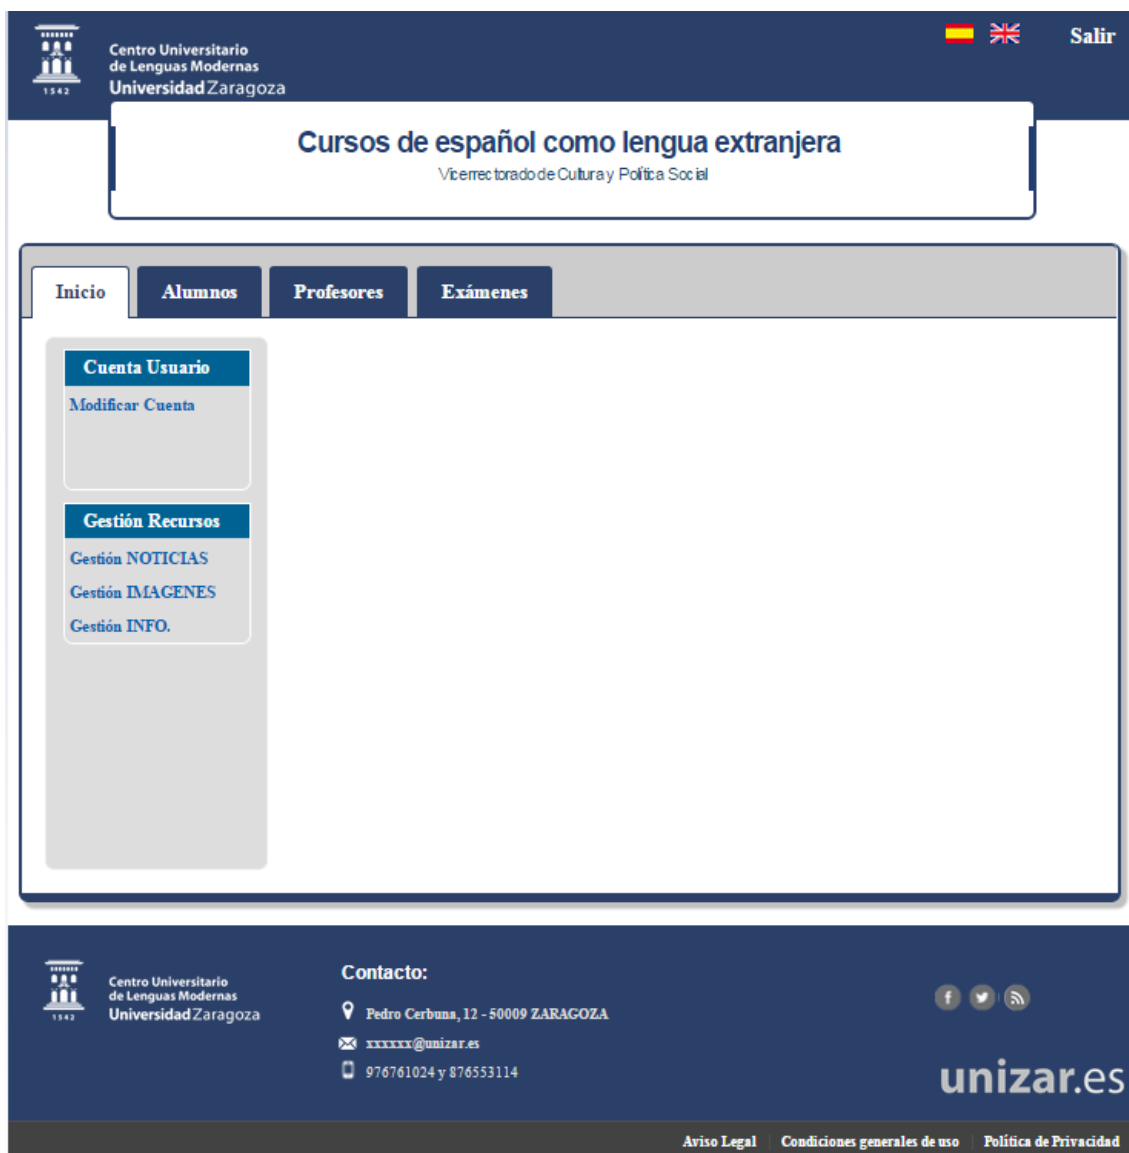 Salir
Centro Universitario
de Lenguas Modernas
Universidad Zaragoza
1542
Cursos de español como lengua extranjera
Vicerrectorado de Cultura y Política Social
Inicio Alumnos Profesores Exámenes
Cuenta Usuario
Modificar Cuenta
Gestión Recursos
Gestión NOTICIAS
Gestión IMAGENES
Gestión INFO.
Centro Universitario
de Lenguas Modernas
Universidad Zaragoza
1542
Contacto:
Pedro Cerbuna, 12 - 50009 ZARAGOZA
xxxxxx@unizar.es
976761024 y 876553114
unizar.es
Aviso Legal Condiciones generales de uso Política de Privacidad